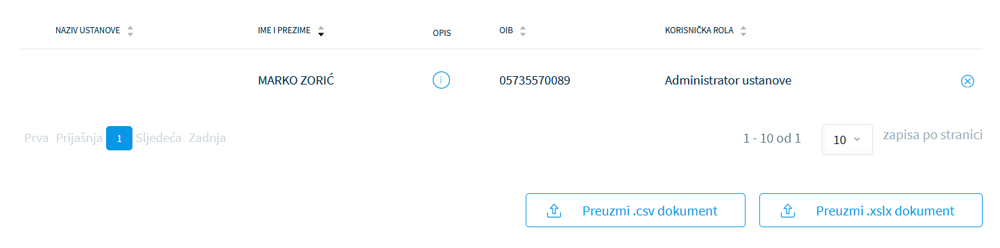 NAZIV USTANOVE IME I PREZIME OPIS OIB KORISNIČKA ROLA
MARKO ZORIĆ i 05735570089 Administrator ustanove
Prva Prijašnja 1 Sljedeća Zadnja 1 - 10 od 1 10 zapisa po stranici
Preuzmi .csv dokument Preuzmi .xslx dokument